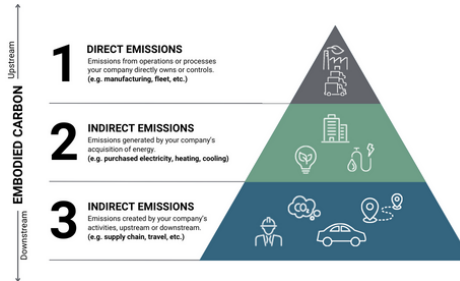 Upstream
EMBODIED CARBON
Downstream
1
DIRECT EMISSIONS
Emissions from operations or processes
your company directly owns or controls.
(e.g. manufacturing, fleet, etc.)
2
INDIRECT EMISSIONS
Emissions generated by your company's
acquisition of energy.
(e.g. purchased electricity, heating, cooling)
3
INDIRECT EMISSIONS
Emissions created by your company's
activities, upstream or downstream.
(e.g. supply chain, travel, etc.)